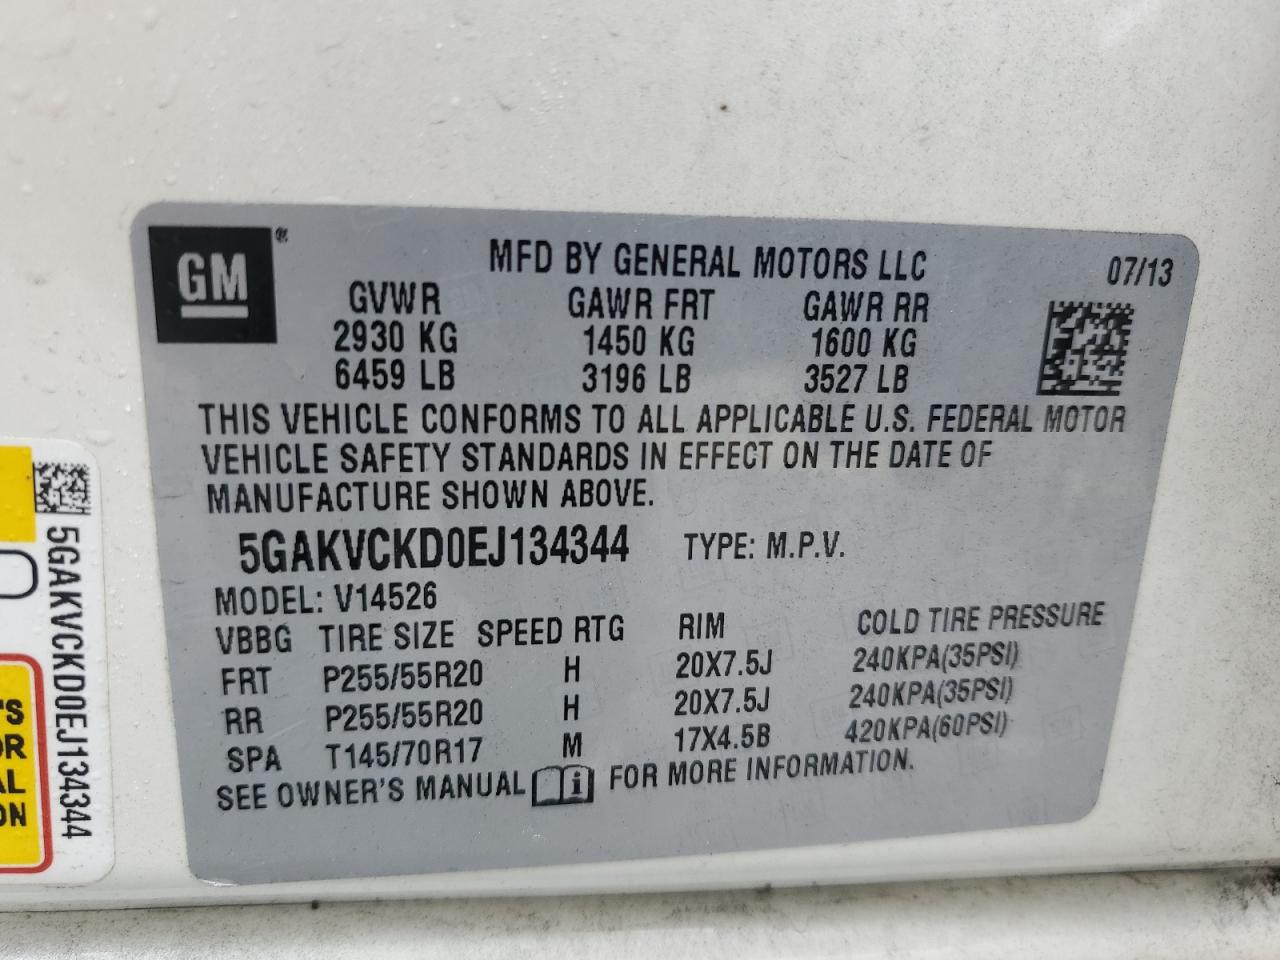 GM®
MFD BY GENERAL MOTORS LLC 07/13
GVWR GAWR FRT GAWR RR
2930 KG 1450 KG 1600 KG
6459 LB 3196 LB 3527 LB
THIS VEHICLE CONFORMS TO ALL APPLICABLE U.S. FEDERAL MOTOR
VEHICLE SAFETY STANDARDS IN EFFECT ON THE DATE OF
MANUFACTURE SHOWN ABOVE.
5GAKVCKD0EJ134344 TYPE: M.P.V.
MODEL: V14526
VBBG TIRE SIZE SPEED RTG RIM COLD TIRE PRESSURE
FRT P255/55R20 H 20X7.5J 240KPA(35PSI)
RR P255/55R20 H 20X7.5J 240KPA(35PSI)
SPA T145/70R17 M 17X4.5B 420KPA(60PSI)
SEE OWNER'S MANUAL i FOR MORE INFORMATION.
5GAKVCKD0EJ134344
TS
OR
AL
ON